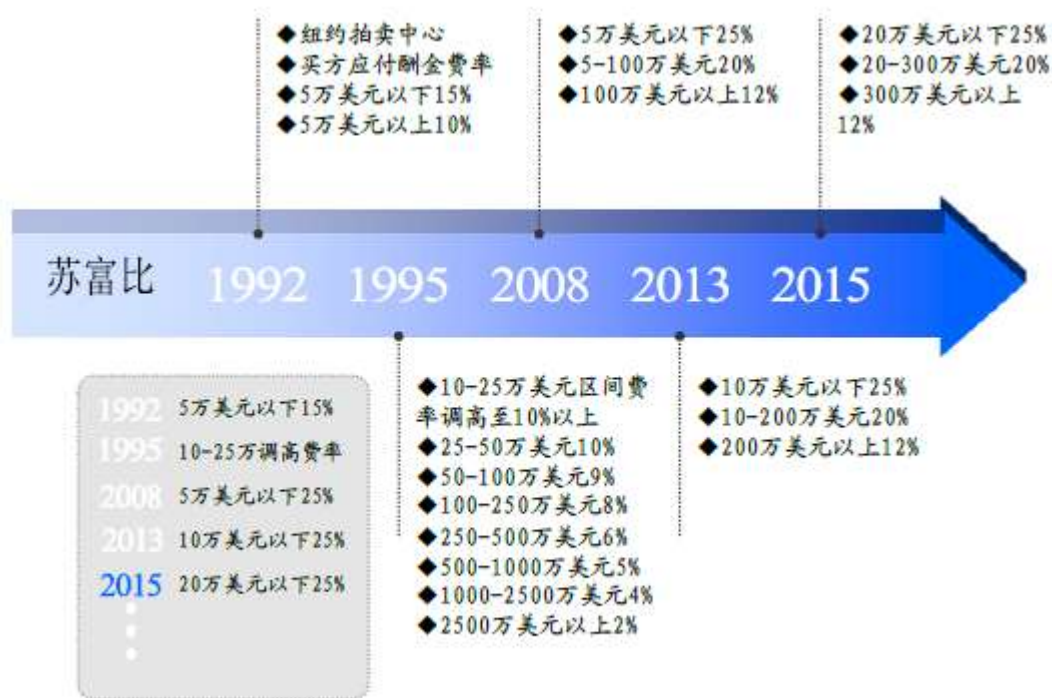 ◆纽约拍卖中心
◆买方应付酬金费率
◆5万美元以下15%
◆5万美元以上10%
◆5万美元以下25%
◆5-100万美元20%
◆100万美元以上12%
◆20万美元以下25%
◆20-300万美元20%
◆300万美元以上
12%
苏富比 1992 1995 2008 2013 2015
1992 5万美元以下15%
1995 10-25万调高费率
2008 5万美元以下25%
2013 10万美元以下25%
2015 20万美元以下25%
◆10-25万美元区间费
率调高至10%以上
◆25-50万美元10%
◆50-100万美元9%
◆100-250万美元8%
◆250-500万美元6%
◆500-1000万美元5%
◆1000-2500万美元4%
◆2500万美元以上2%
◆10万美元以下25%
◆10-200万美元20%
◆200万美元以上12%